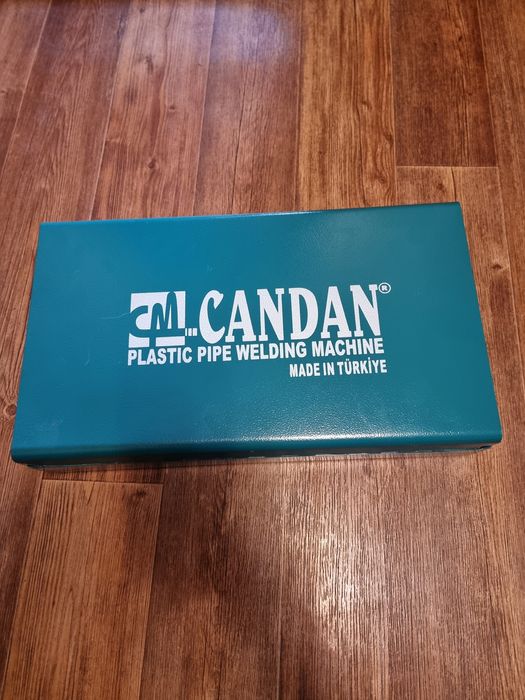 CM CANDAN®
PLASTIC PIPE WELDING MACHINE
MADE IN TÜRKİYE